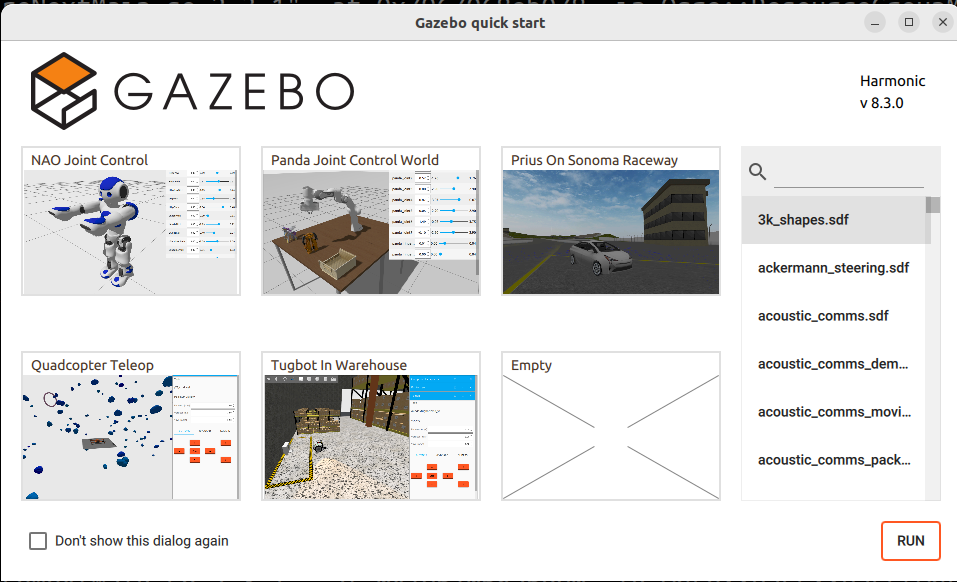 Gazebo quick start
GAZEBO
Harmonic
v 8.3.0
NAO Joint Control
Panda Joint Control World
Prius On Sonoma Raceway
3k_shapes.sdf
ackermann_steering.sdf
acoustic_comms.sdf
acoustic_comms_dem...
acoustic_comms_movi...
acoustic_comms_pack...
Quadcopter Teleop
Tugbot In Warehouse
Empty
Don't show this dialog again
RUN